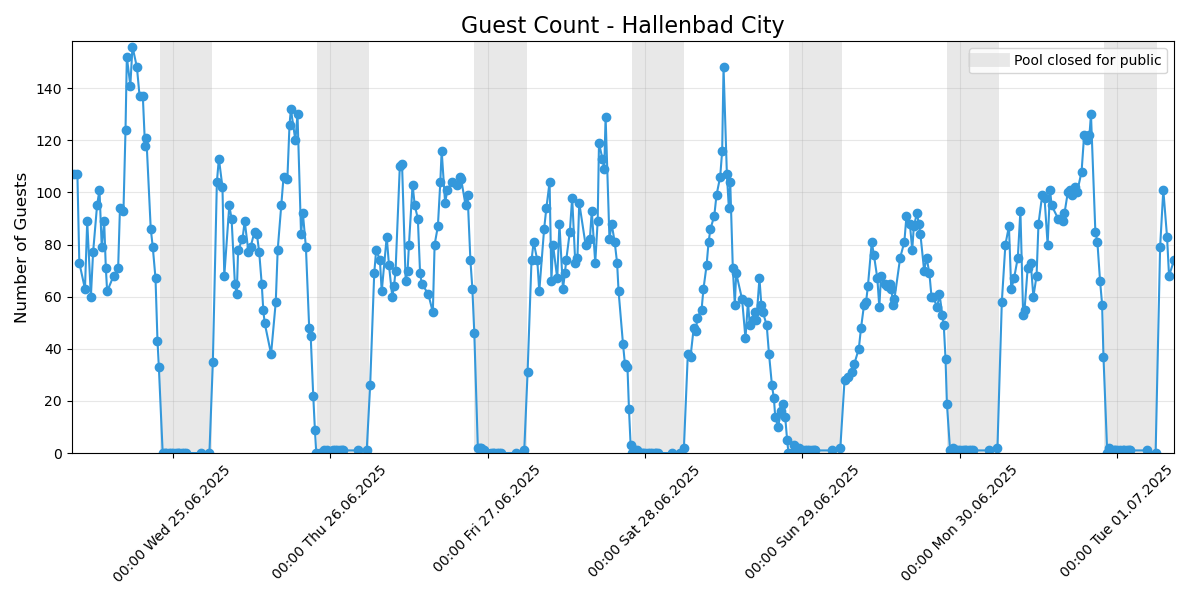 Guest Count - Hallenbad City
Pool closed for public
Number of Guests
140
120
100
80
60
40
20
0
00:00 Wed 25.06.2025
00:00 Thu 26.06.2025
00:00 Fri 27.06.2025
00:00 Sat 28.06.2025
00:00 Sun 29.06.2025
00:00 Mon 30.06.2025
00:00 Tue 01.07.2025